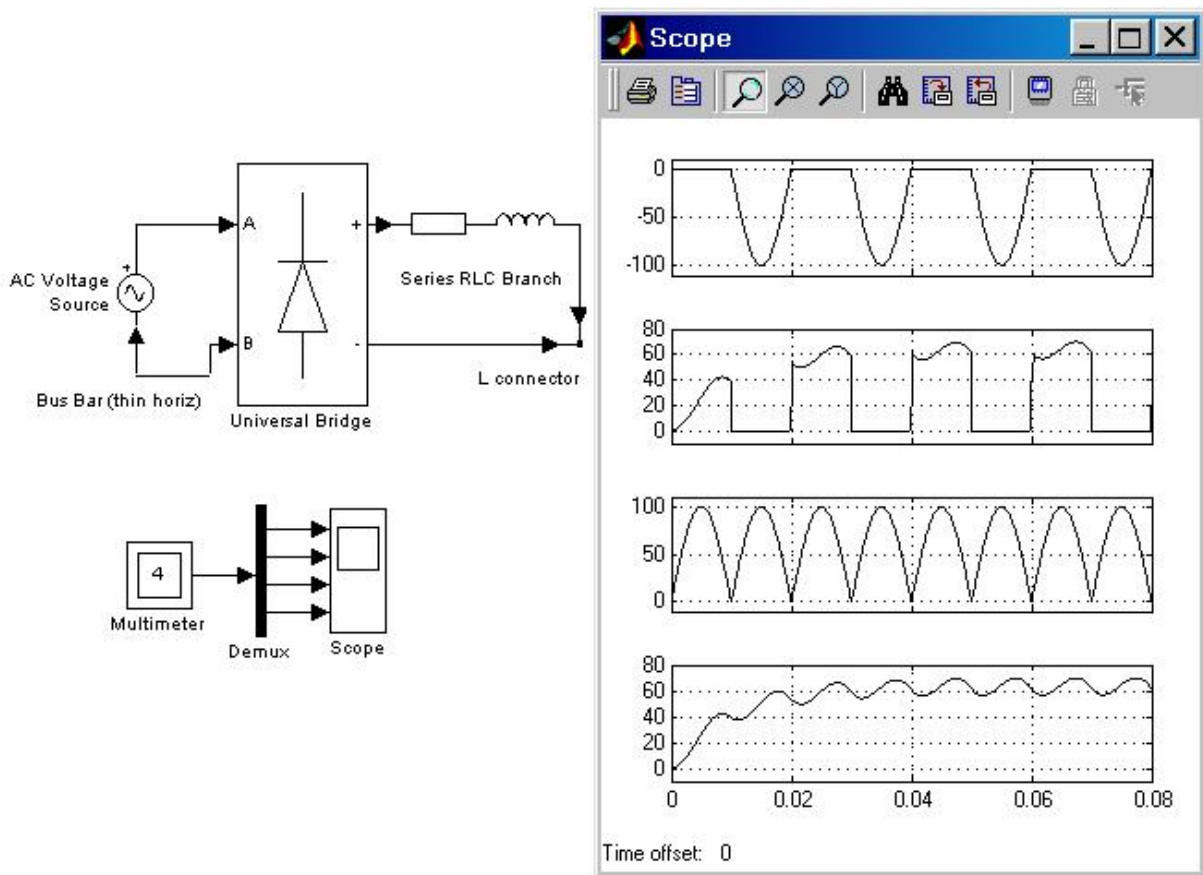 AC Voltage
Source
+
A
B
+
-
Series RLC Branch
L connector
Bus Bar (thin horiz)
Universal Bridge
4
Multimeter
Demux
Scope
Scope
0
-50
-100
80
60
40
20
0
100
50
0
80
60
40
20
0
0 0.02 0.04 0.06 0.08
Time offset: 0